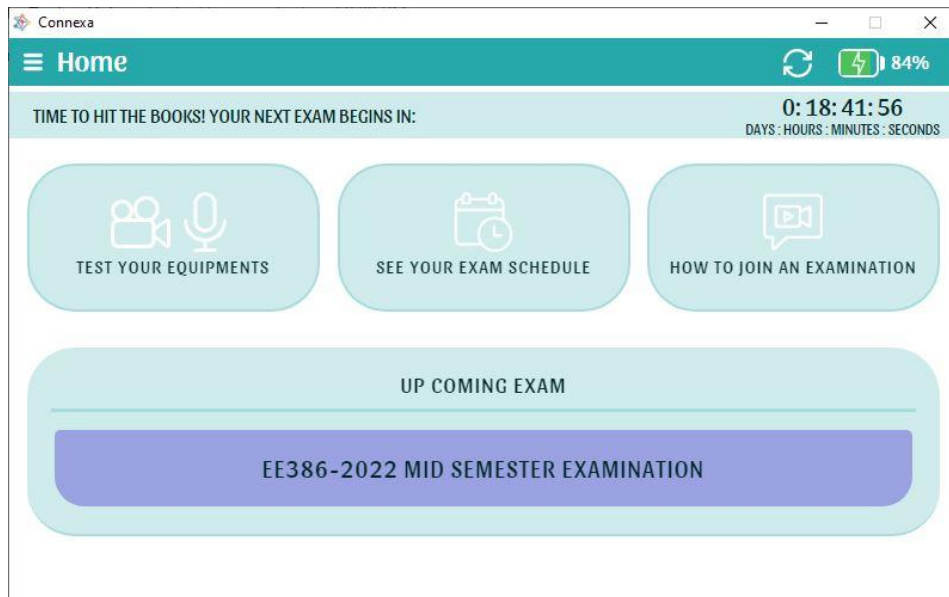 Connexa
Home
84%
TIME TO HIT THE BOOKS! YOUR NEXT EXAM BEGINS IN:
0: 18: 41: 56
DAYS : HOURS : MINUTES : SECONDS
TEST YOUR EQUIPMENTS
SEE YOUR EXAM SCHEDULE
HOW TO JOIN AN EXAMINATION
UP COMING EXAM
EE386-2022 MID SEMESTER EXAMINATION